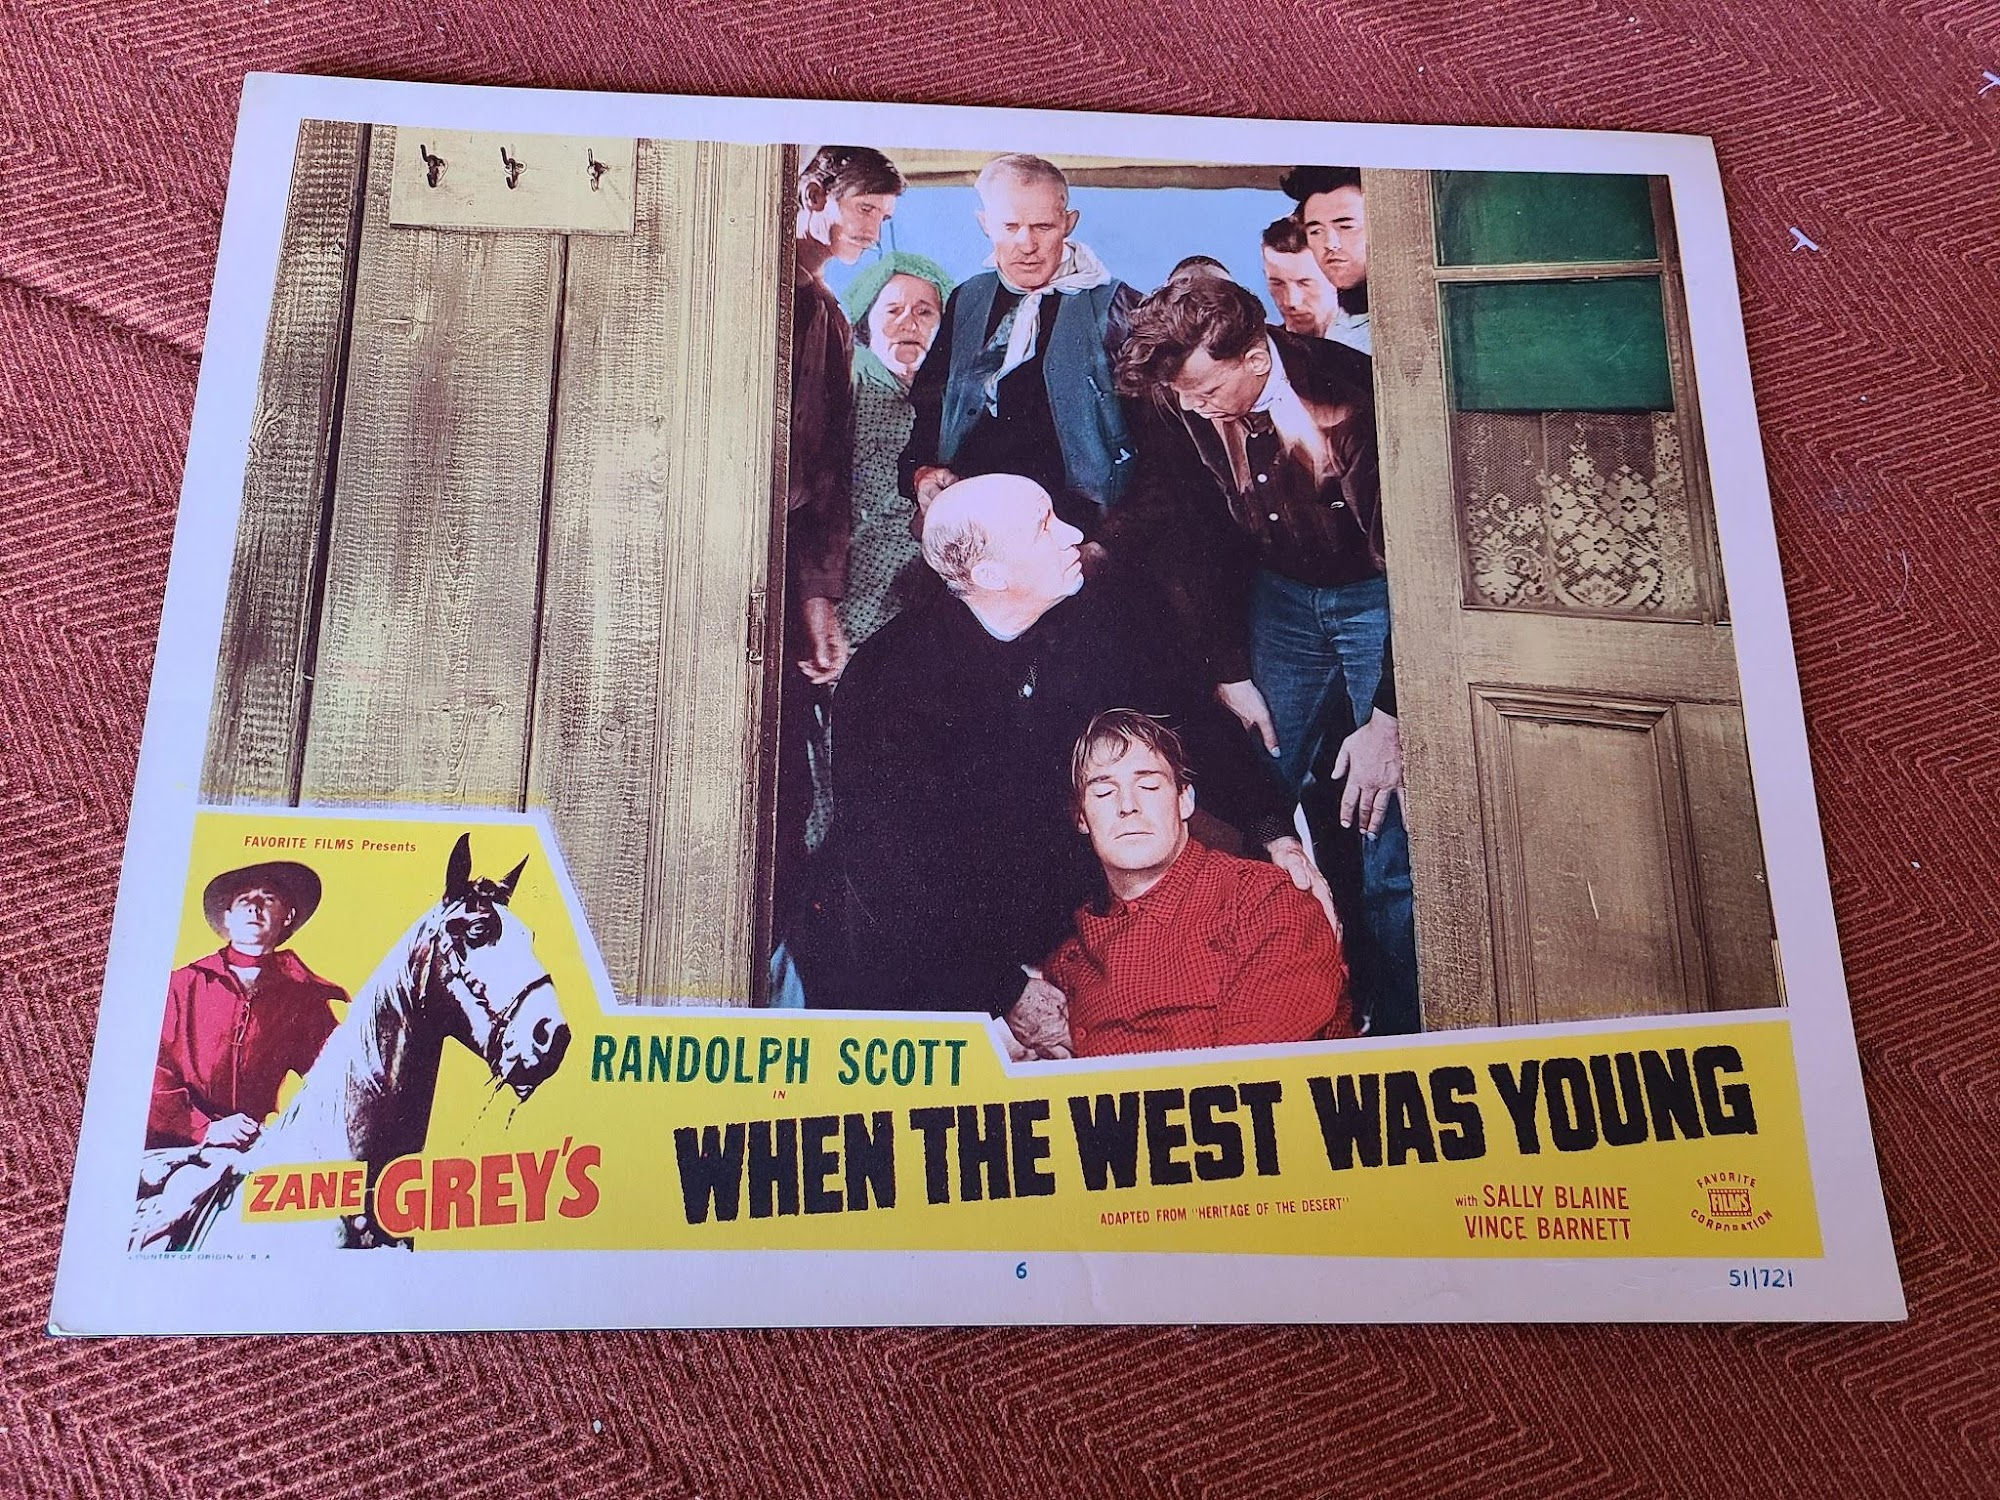 FAVORITE FILMS Presents
RANDOLPH SCOTT
IN
ZANE GREY'S
WHEN THE WEST WAS YOUNG
ADAPTED FROM "HERITAGE OF THE DESERT"
with SALLY BLAINE
VINCE BARNETT
FAVORITE
FILMS
CORPORATION
COUNTRY OF ORIGIN U. S. A
6
51/721